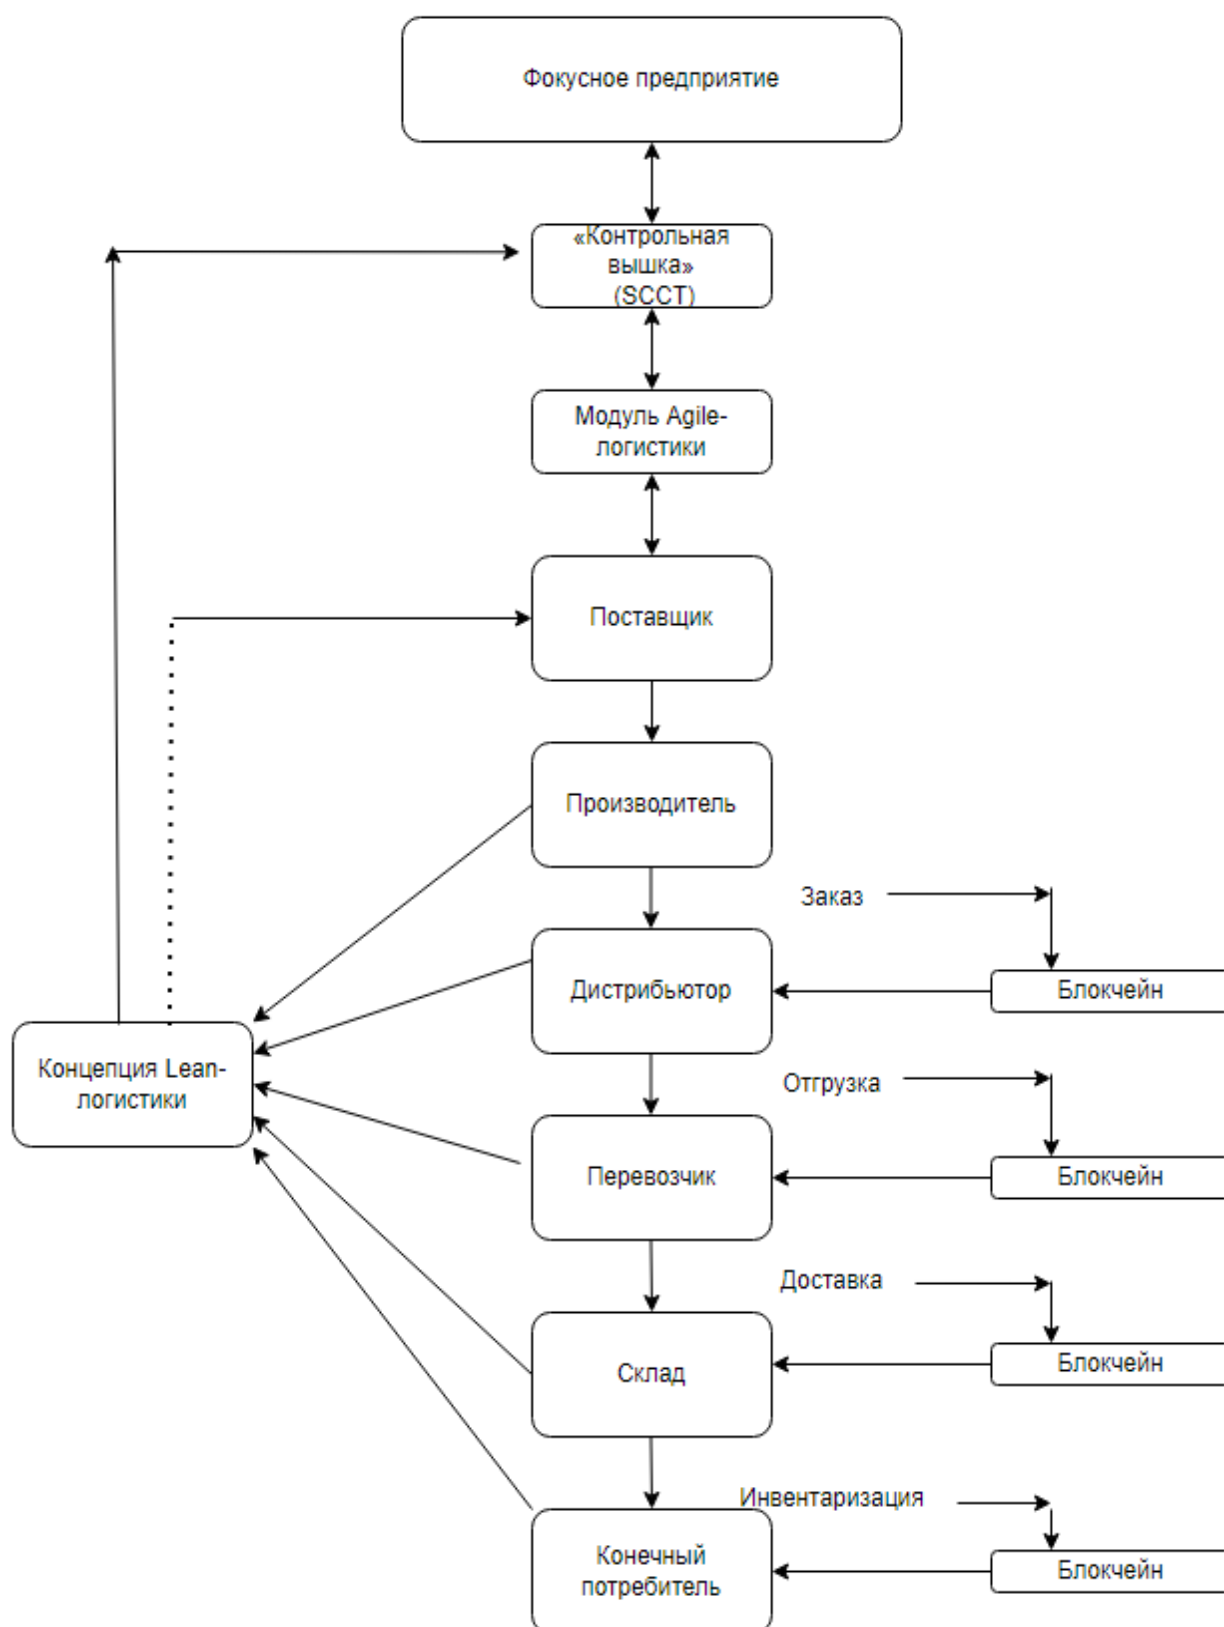 Фокусное предприятие
«Контрольная
вышка»
(SCCT)
Модуль Agile-
логистики
Поставщик
Производитель
Заказ
Дистрибьютор
Блокчейн
Концепция Lean-
логистики
Отгрузка
Перевозчик
Блокчейн
Доставка
Склад
Блокчейн
Инвентаризация
Конечный
потребитель
Блокчейн